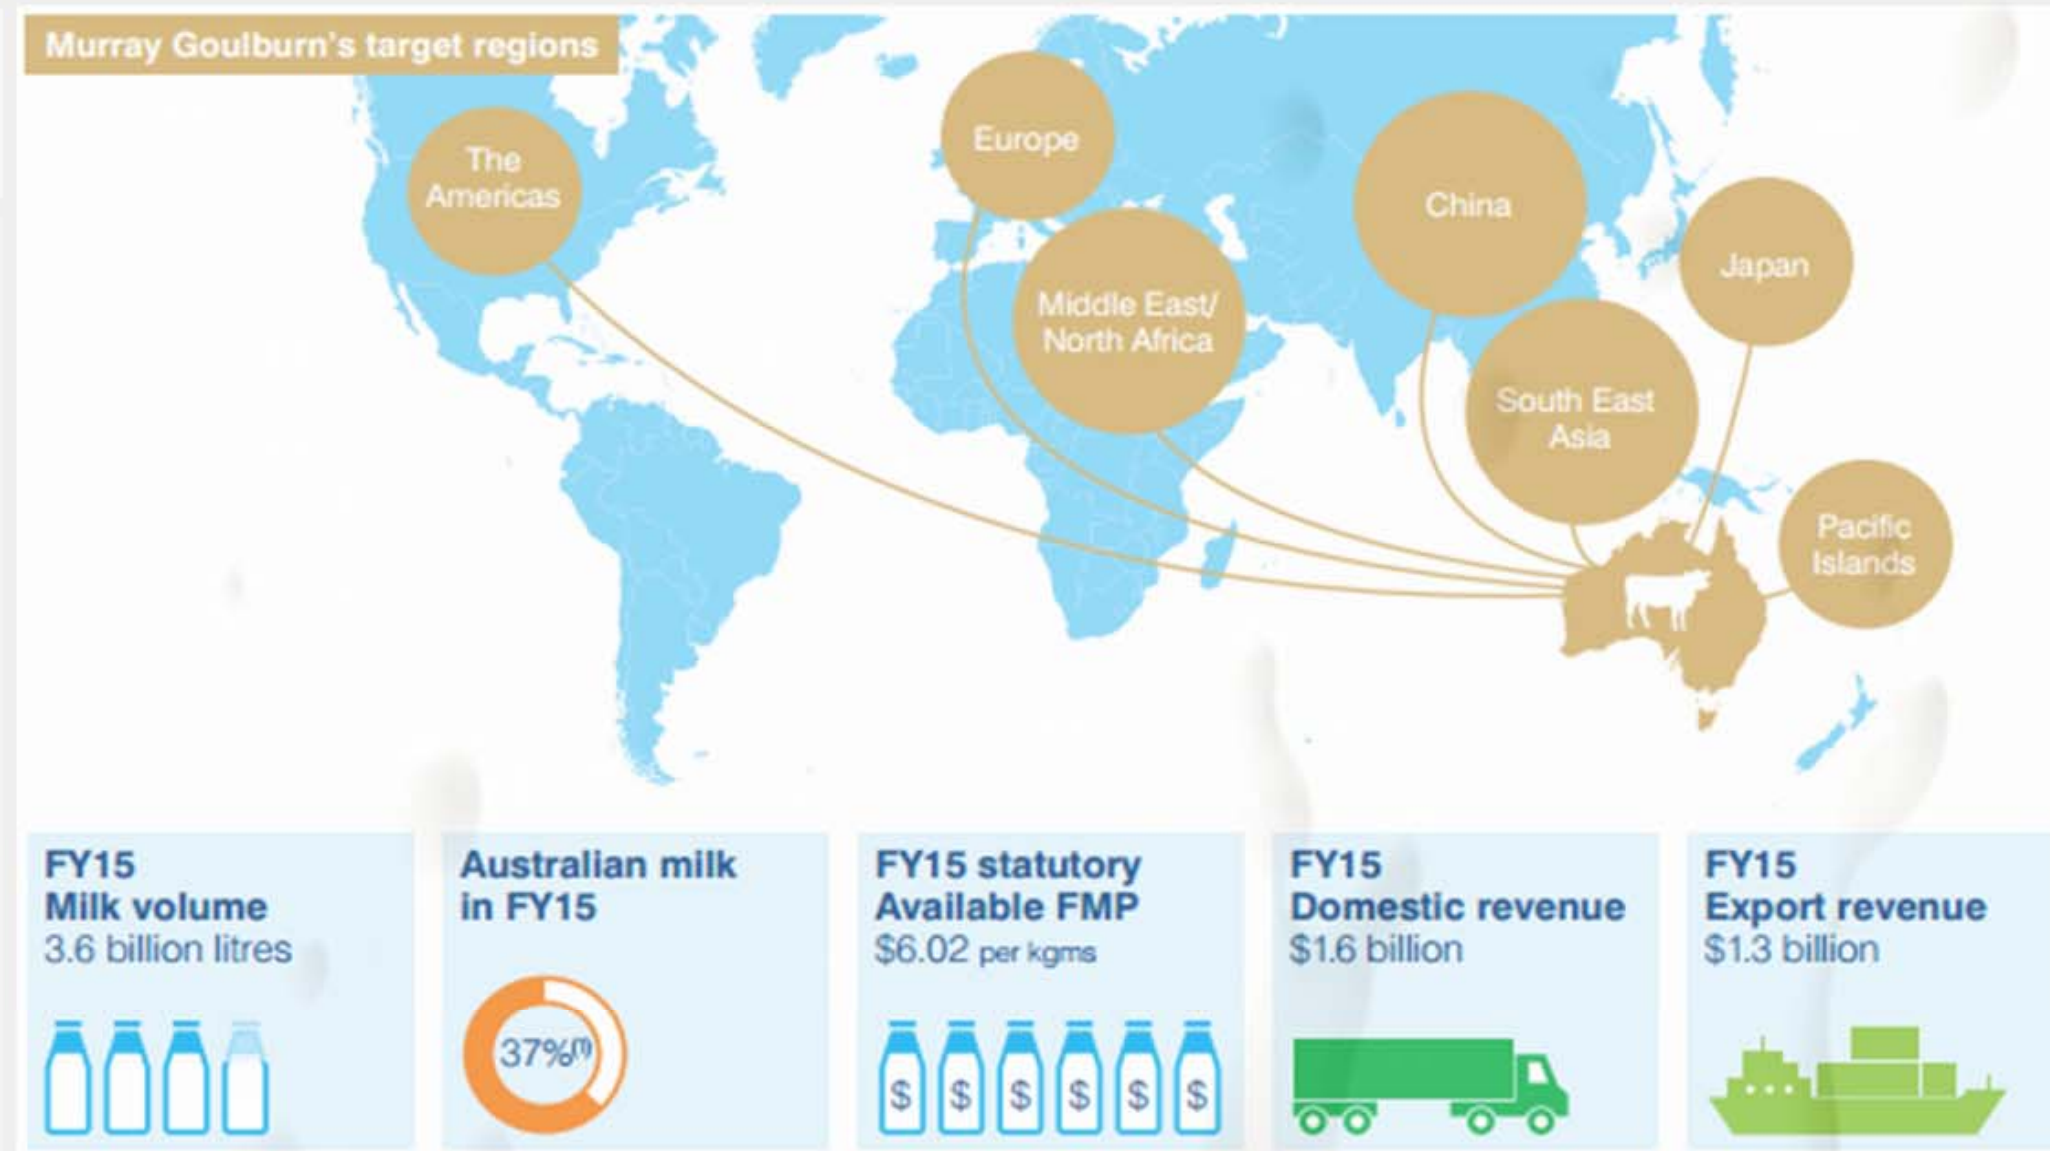 Murray Goulburn's target regions
The
Americas
Europe
Middle East/
North Africa
China
Japan
South East
Asia
Pacific
Islands
FY15
Milk volume
3.6 billion litres
Australian milk
in FY15
37%(1)
FY15 statutory
Available FMP
$6.02 per kgms
$ $ $ $ $ $
FY15
Domestic revenue
$1.6 billion
FY15
Export revenue
$1.3 billion